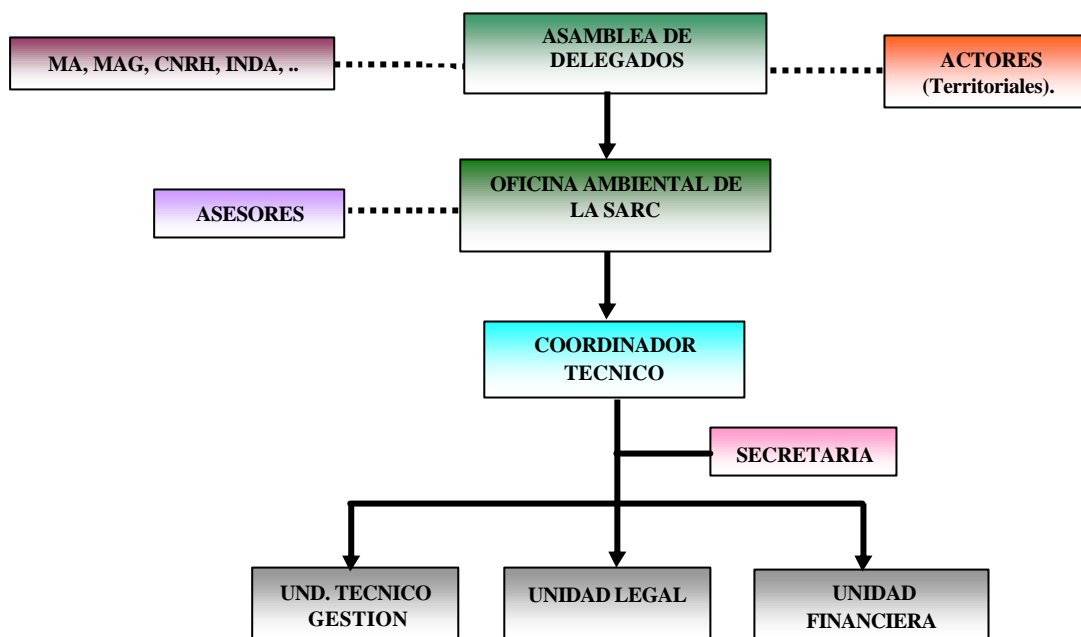 ASAMBLEA DE
DELEGADOS
MA, MAG, CNRH, INDA, ..
ACTORES
(Territoriales).
OFICINA AMBIENTAL DE
LA SARC
ASESORES
COORDINADOR
TECNICO
SECRETARIA
UND. TECNICO
GESTION
UNIDAD LEGAL
UNIDAD
FINANCIERA